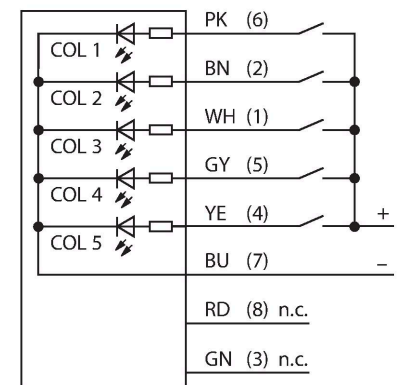 PK (6)
COL 1
BN (2)
COL 2
WH (1)
COL 3
GY (5)
COL 4
YE (4)
+
COL 5
BU (7)
–
RD (8) n.c.
GN (3) n.c.